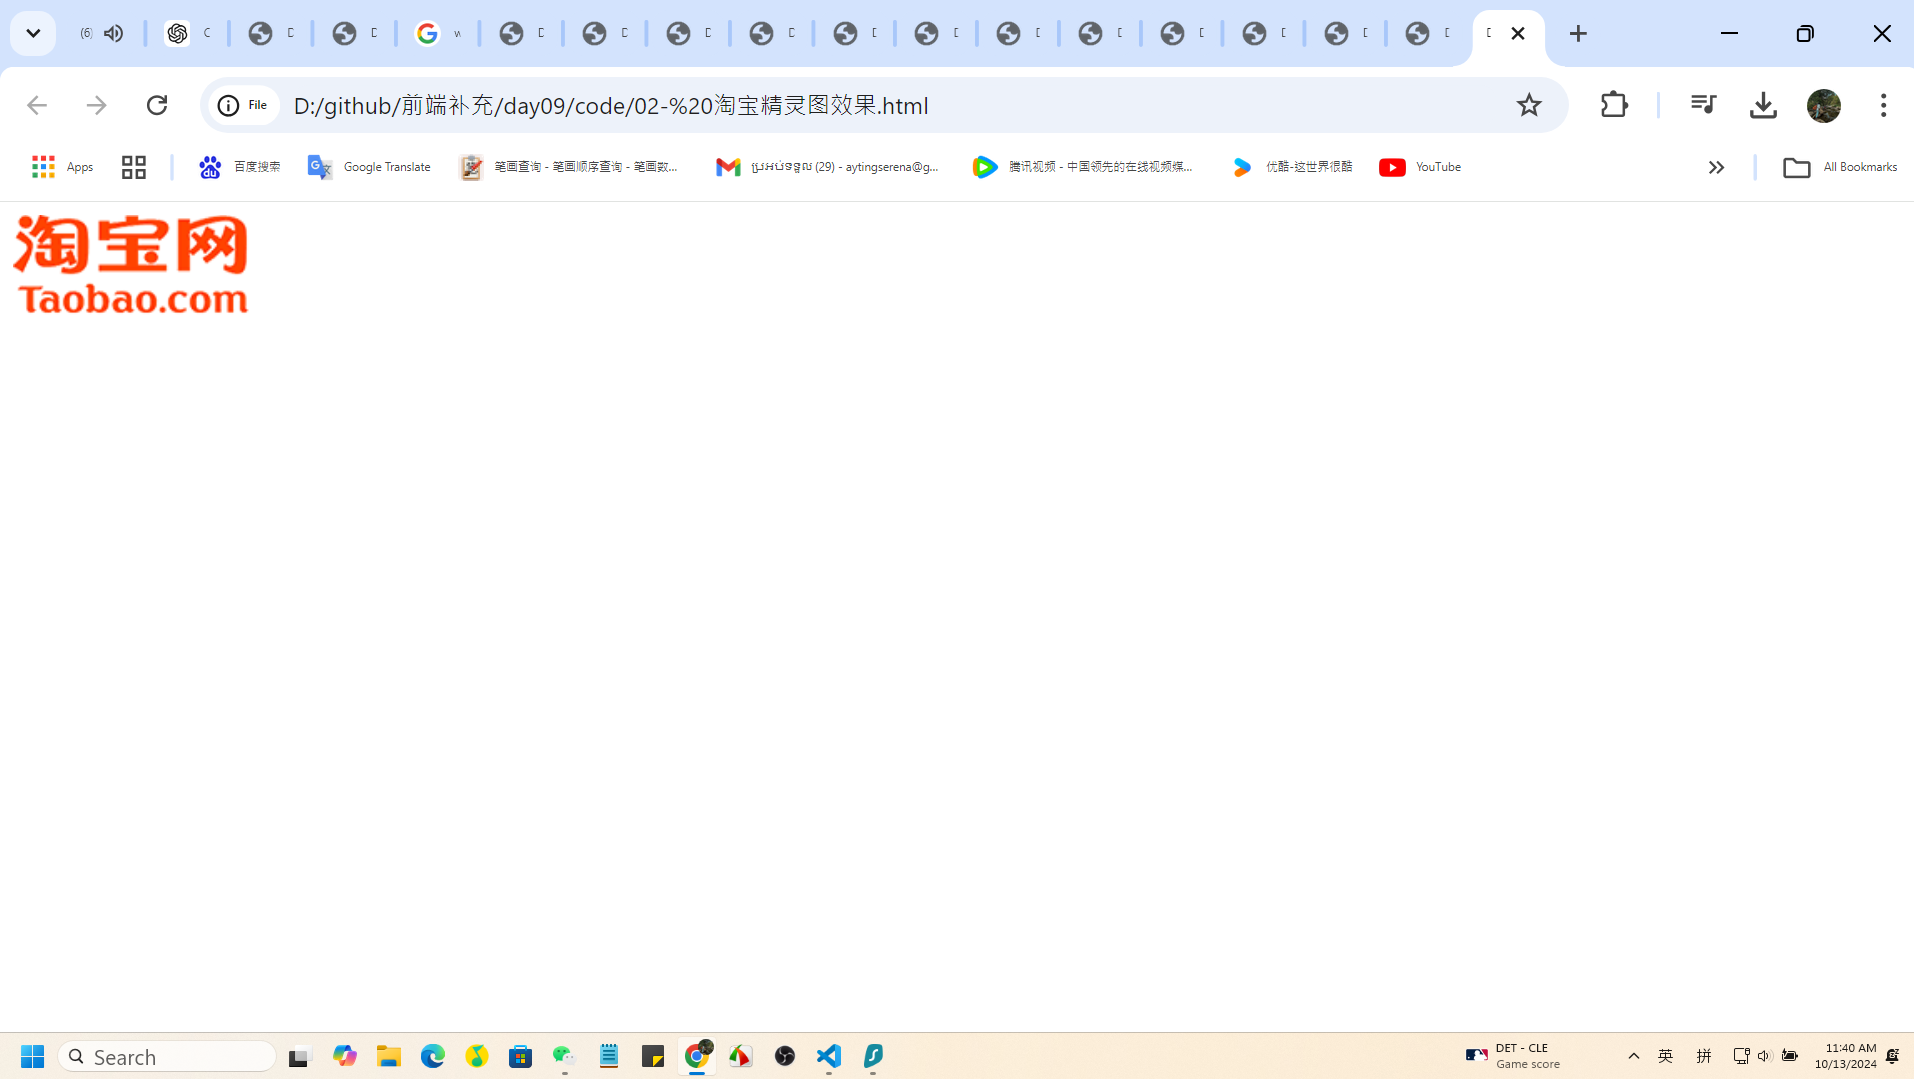 (6)
File
D:/github/前端补充/day09/code/02-%20淘宝精灵图效果.html
Apps
百度搜索
Google Translate
笔画查询 - 笔画顺序查询 - 笔画数...
ប្រអប់ទទួល (29) - aytingserena@g...
腾讯视频 - 中国领先的在线视频媒...
优酷-这世界很酷
YouTube
All Bookmarks
淘宝网
Taobao.com
Search
DET - CLE
Game score
英
拼
11:40 AM
10/13/2024